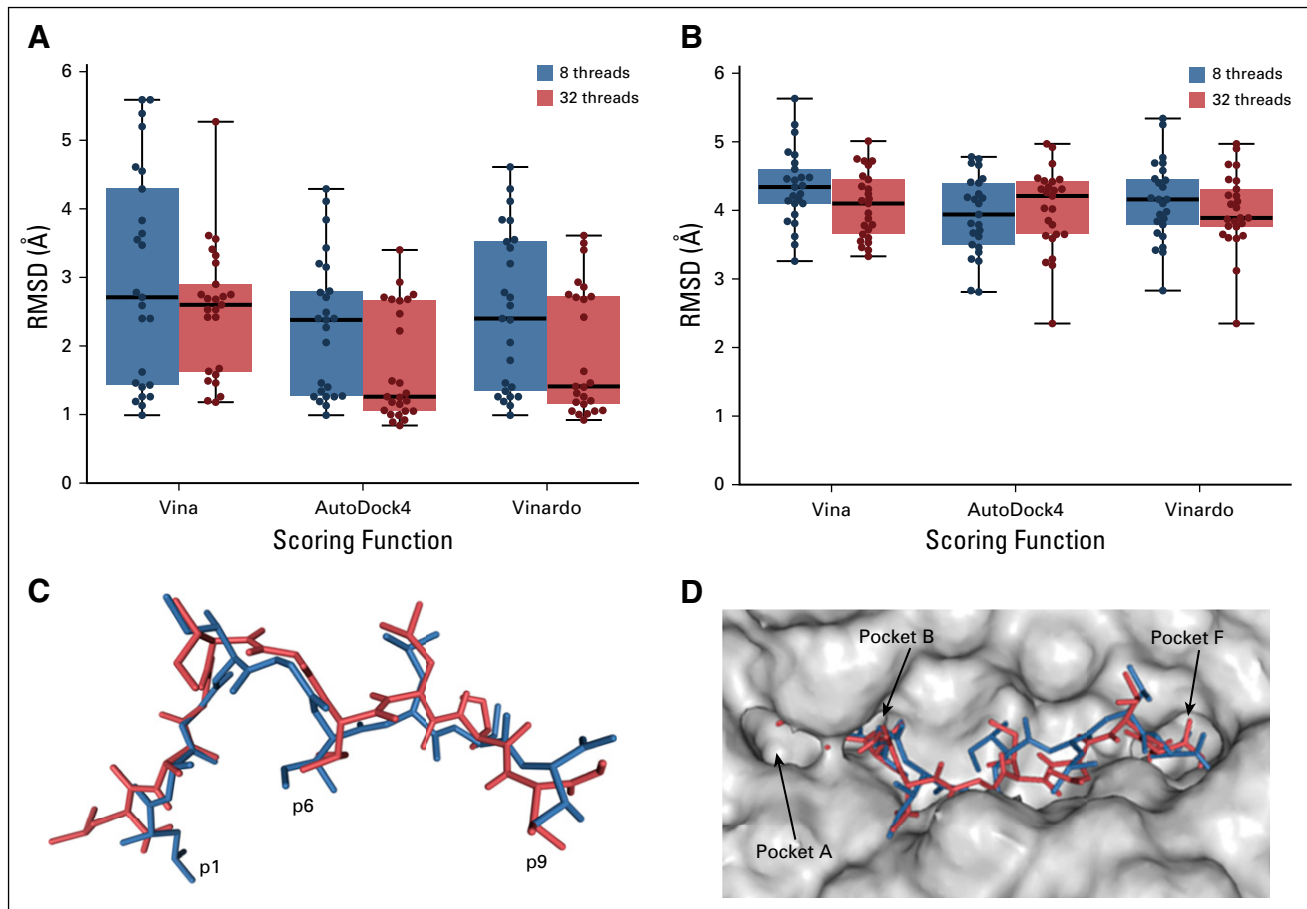 A
8 threads
32 threads
6
5
4
3
2
1
0
RMSD (Å)
Vina
AutoDock4
Vinardo
Scoring Function
B
8 threads
32 threads
6
5
4
3
2
1
0
RMSD (Å)
Vina
AutoDock4
Vinardo
Scoring Function
C
p1
p6
p9
D
Pocket B
Pocket F
Pocket A